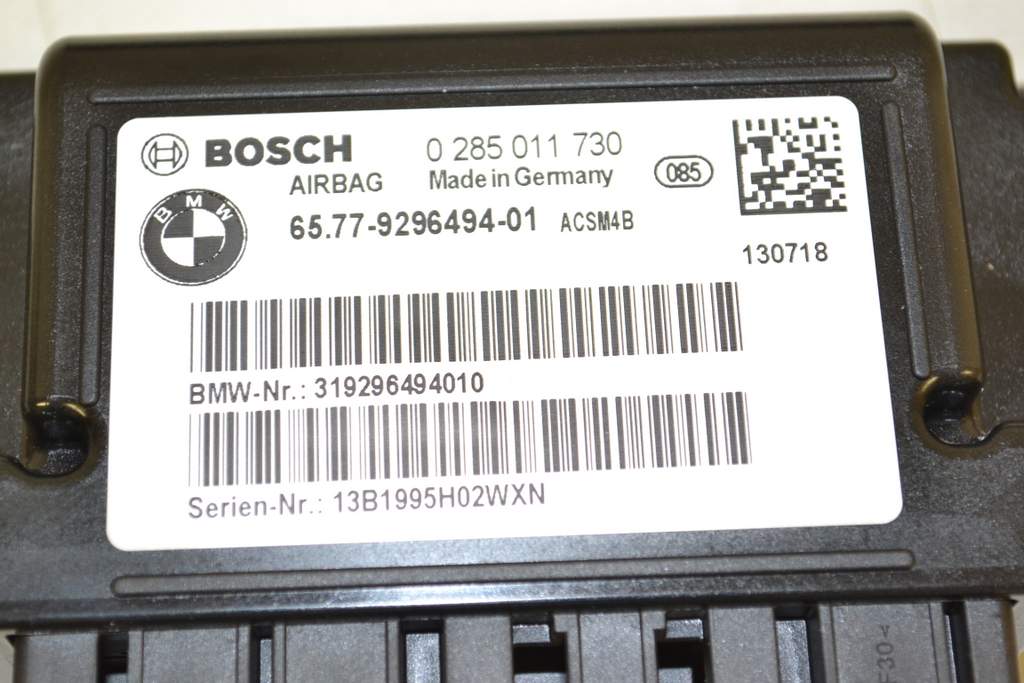 BOSCH 0 285 011 730
AIRBAG Made in Germany 085
BMW
65.77-9296494-01 ACSM4B
130718
BMW-Nr.: 319296494010
Serien-Nr.: 13B1995H02WXN